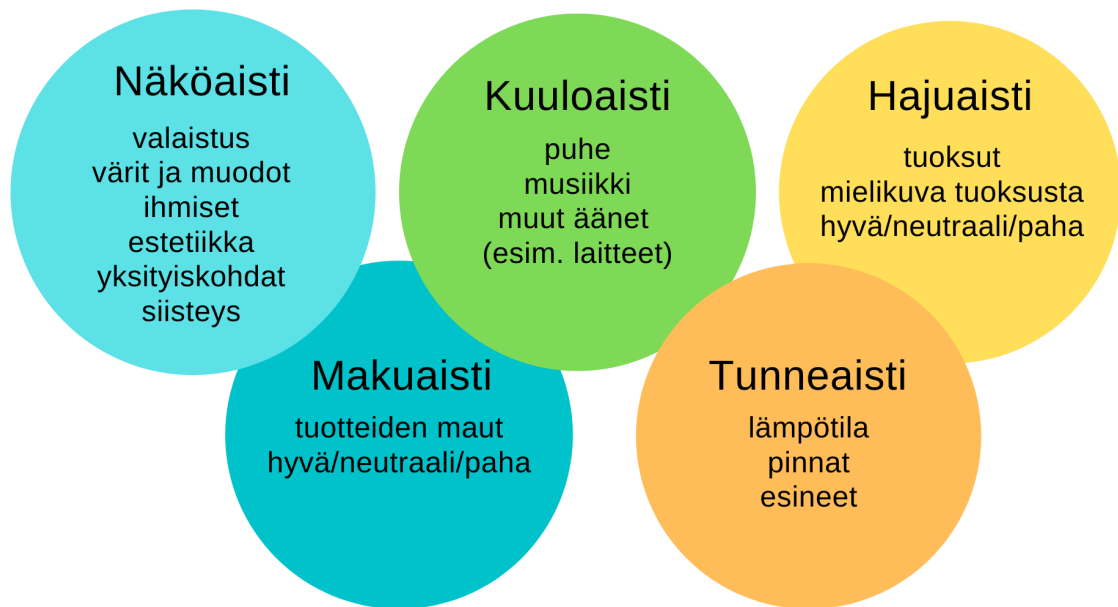 Näköaisti
valaistus
värit ja muodot
ihmiset
estetiikka
yksityiskohdat
siisteys
Kuuloaisti
puhe
musiikki
muut äänet
(esim. laitteet)
Hajuaisti
tuoksut
mielikuva tuoksusta
hyvä/neutraali/paha
Makuaisti
tuotteiden maut
hyvä/neutraali/paha
Tunneaisti
lämpötila
pinnat
esineet